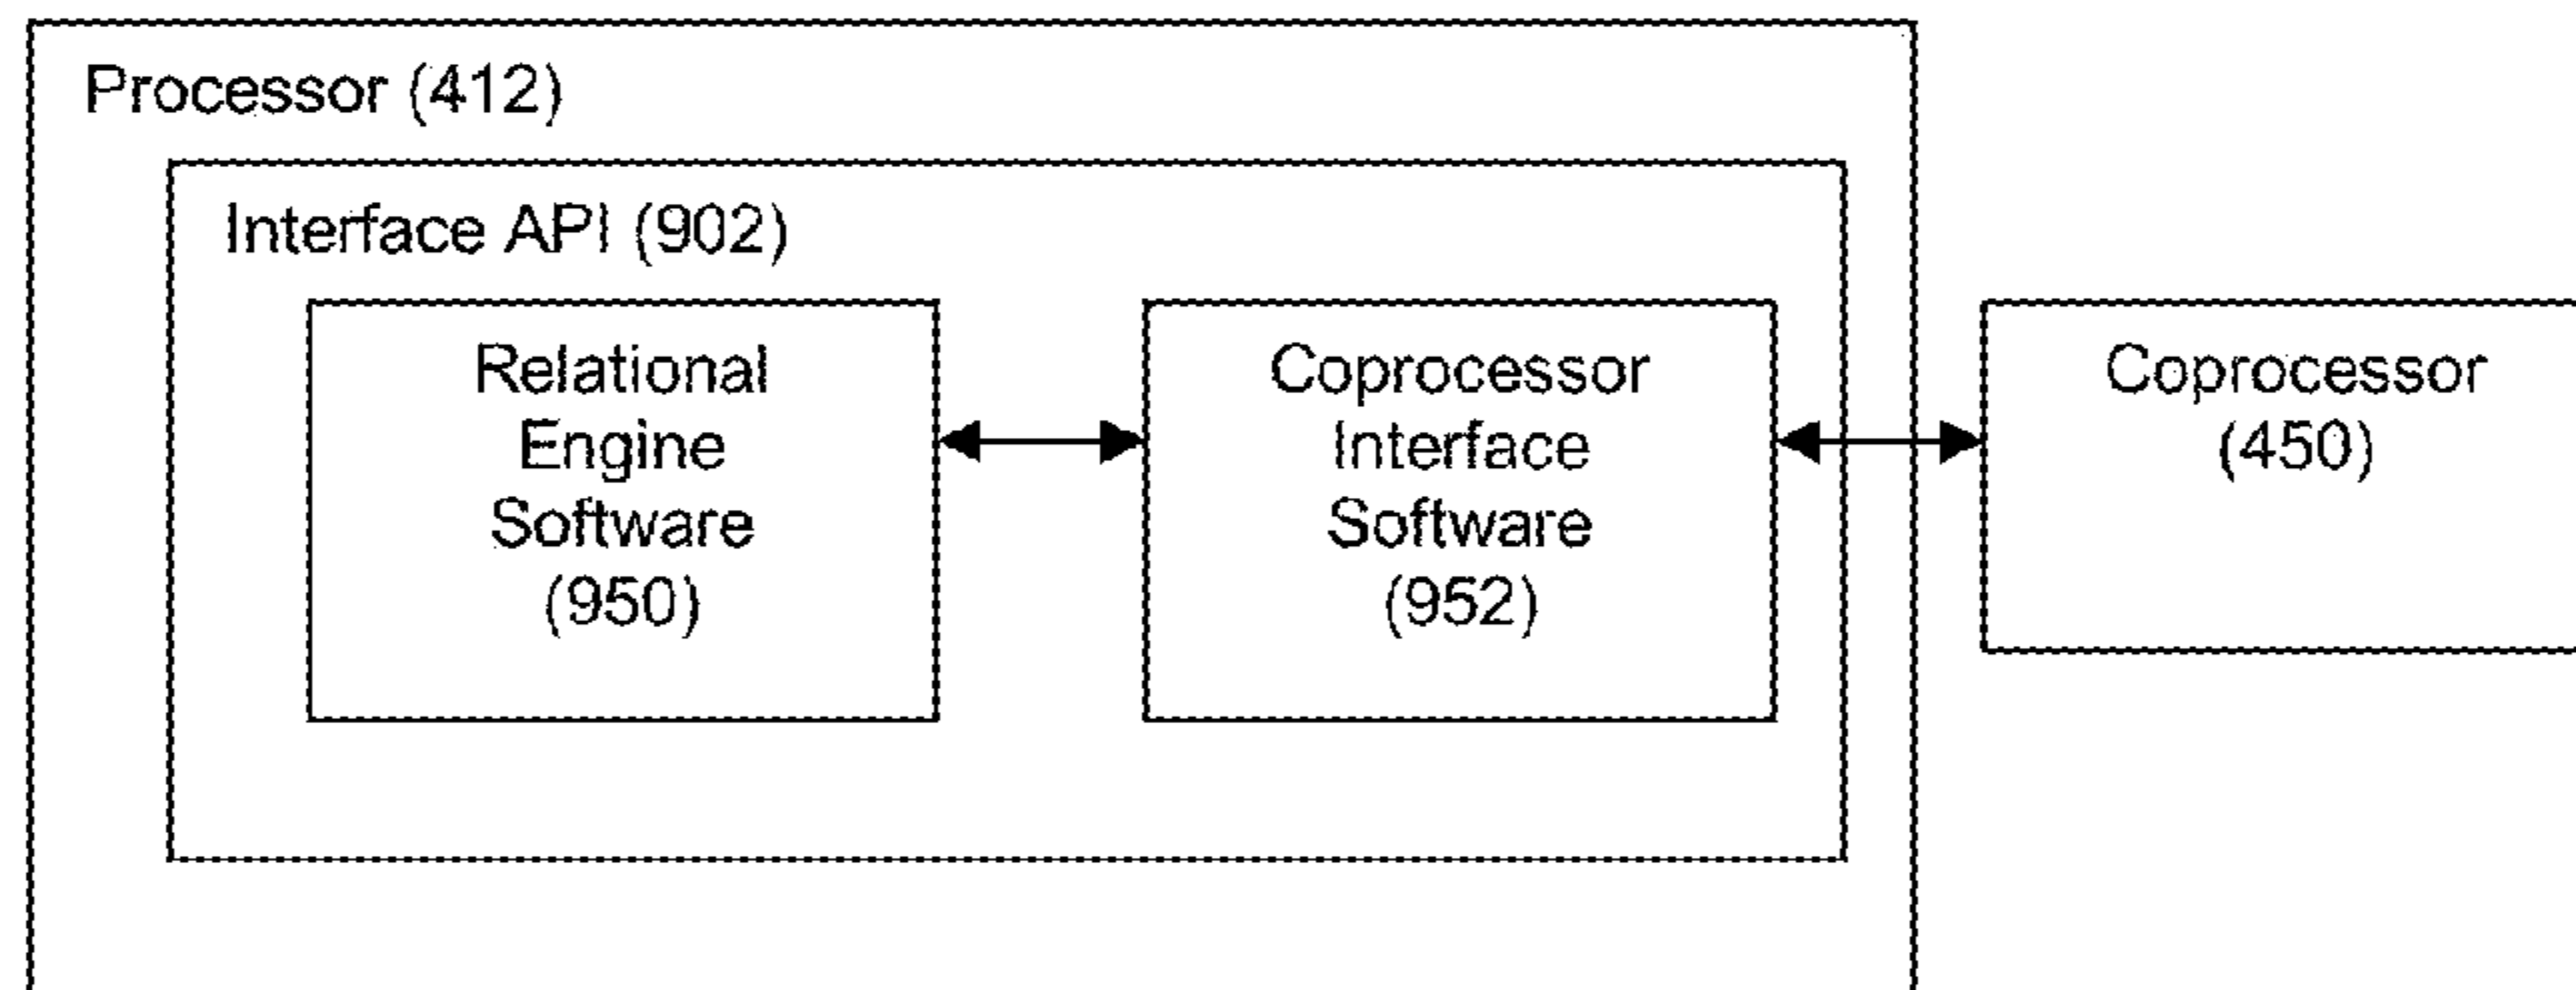 Processor (412)
Interface API (902)
Relational
Engine
Software
(950)
Coprocessor
Interface
Software
(952)
Coprocessor
(450)